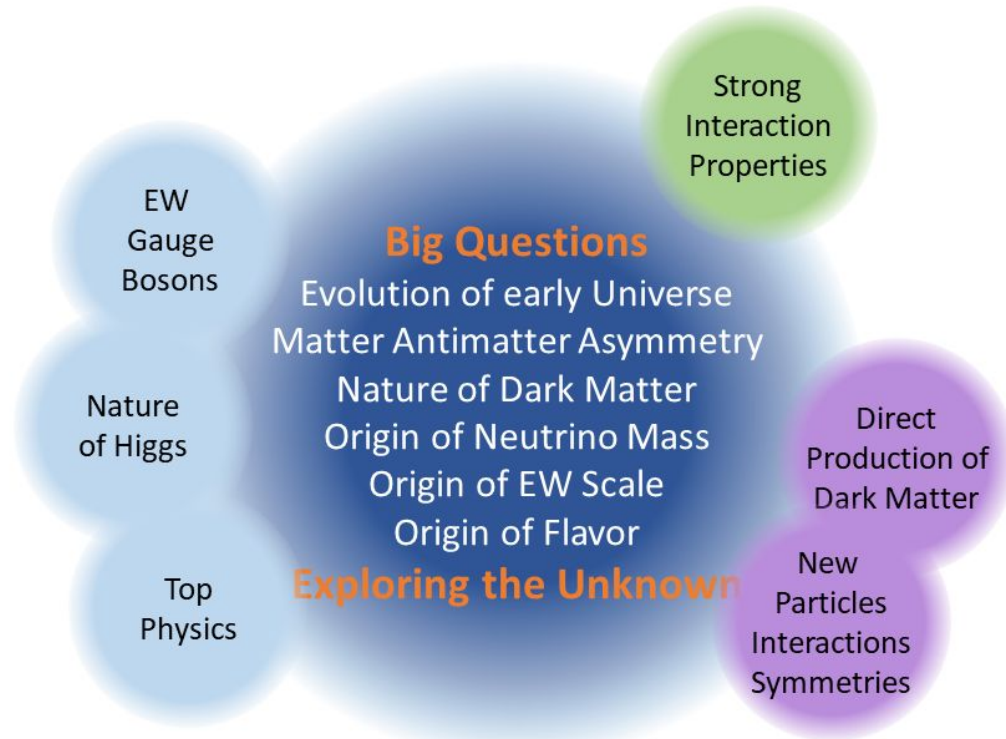 Strong
Interaction
Properties
EW
Gauge
Bosons
Big Questions
Evolution of early Universe
Matter Antimatter Asymmetry
Nature of Dark Matter
Origin of Neutrino Mass
Origin of EW Scale
Origin of Flavor
Exploring the Unknown
Nature
of Higgs
Top
Physics
Direct
Production of
Dark Matter
New
Particles
Interactions
Symmetries